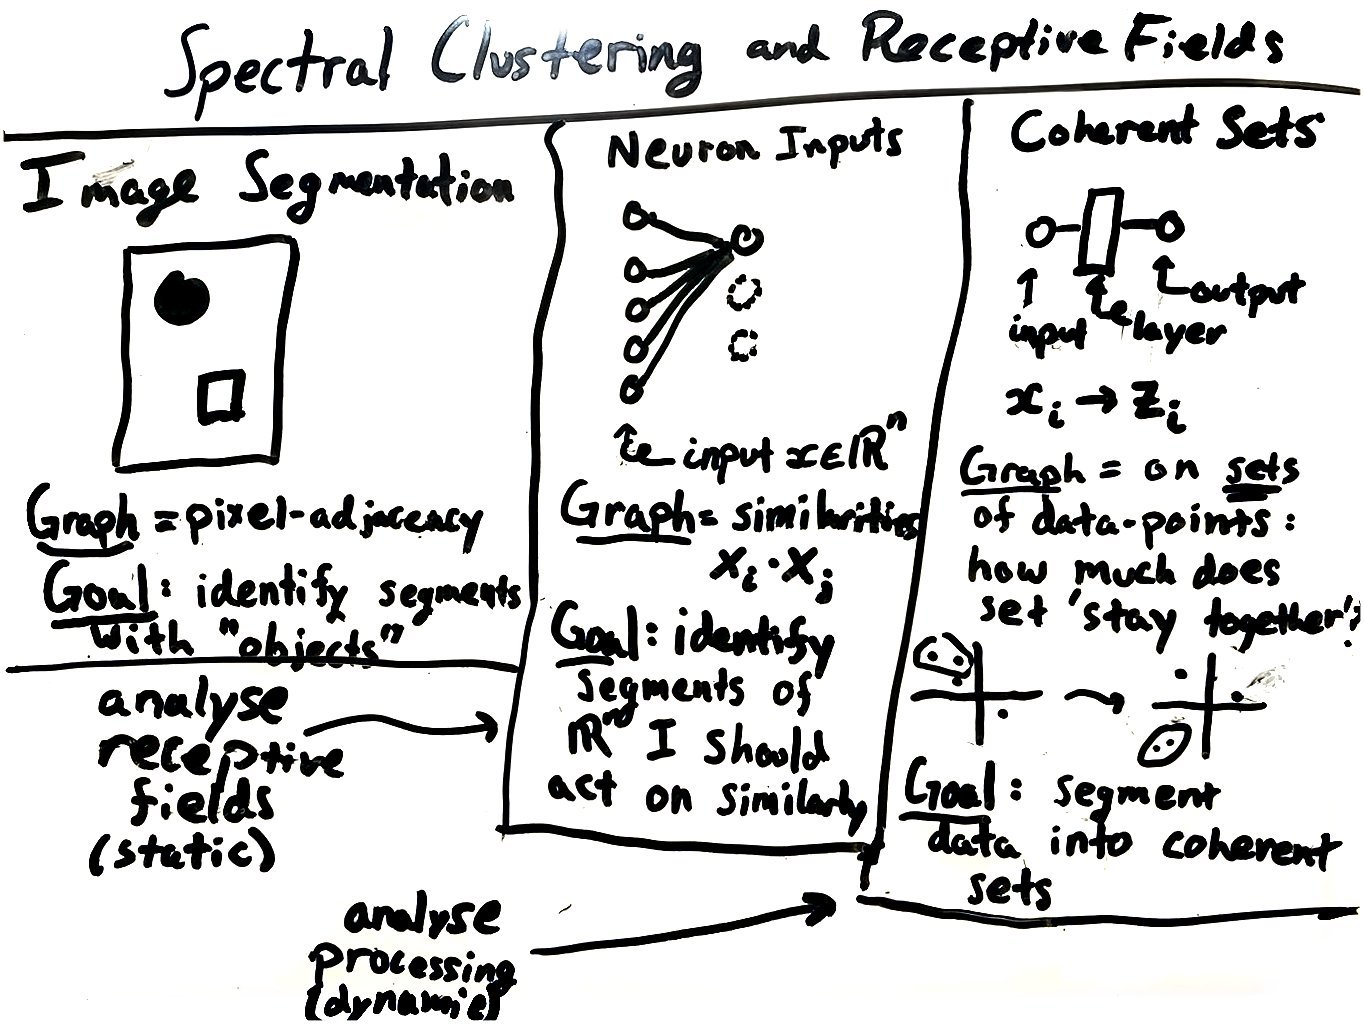 Spectral Clustering and Receptive Fields
Image Segmentation
Graph = pixel-adjacency
Goal: identify segments
with "objects"
analyse
receptive
fields
(static)
Neuron Inputs
input x∈ℝⁿ
Graph = similarities
xᵢ·xⱼ
Goal: identify
segments of
ℝⁿ I should
act on similarly
analyse
processing
(dynamic)
Coherent Sets
output
input layer
xᵢ → zᵢ
Graph = on sets
of data-points:
how much does
set 'stay together'?
Goal: segment
data into coherent
sets